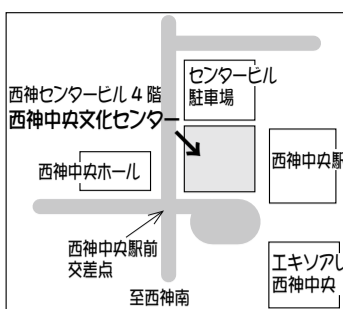 センタービル
駐車場
西神センタービル4階
西神中央文化センター
西神中央ホール
西神中央駅
西神中央駅前
交差点
エキソアレ
西神中央
至西神南